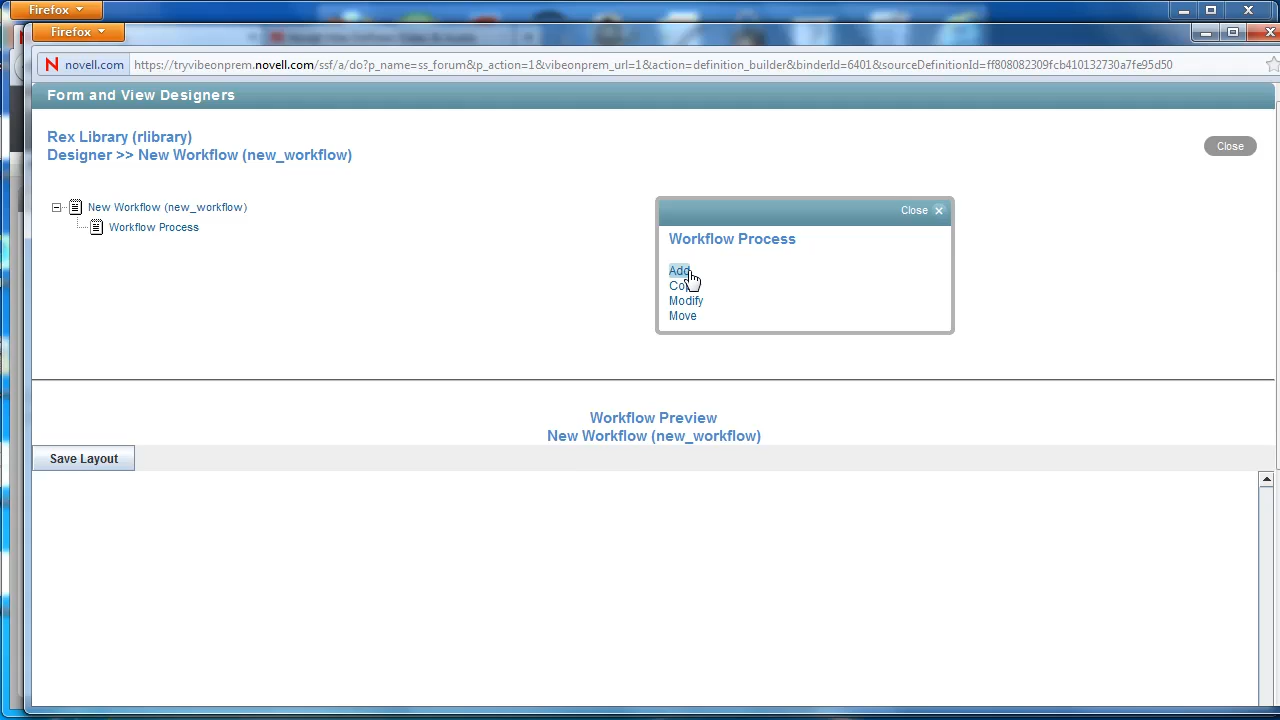 Firefox
Firefox
novell.com https://tryvibeonprem.novell.com/ssf/a/do?p_name=ss_forum&p_action=1&vibeonprem_url=1&action=definition_builder&binderId=6401&sourceDefinitionId=ff808082309fcb410132730a7fe95d50
Form and View Designers
Rex Library (rlibrary)
Designer >> New Workflow (new_workflow)
Close
New Workflow (new_workflow)
Workflow Process
Close
Workflow Process
Add
Modify
Move
Workflow Preview
New Workflow (new_workflow)
Save Layout